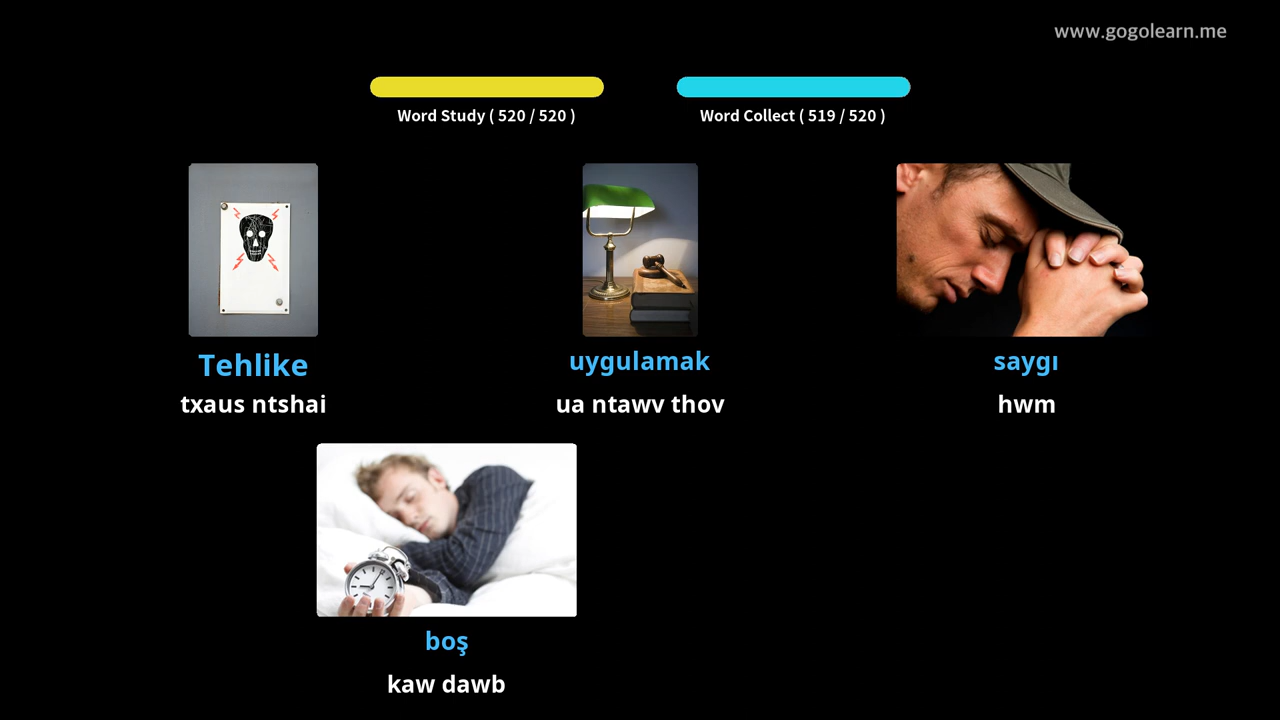 www.gogolearn.me
Word Study ( 520 / 520 )
Word Collect ( 519 / 520 )
Tehlike
uygulamak
saygı
txaus ntshai
ua ntawv thov
hwm
boş
kaw dawb